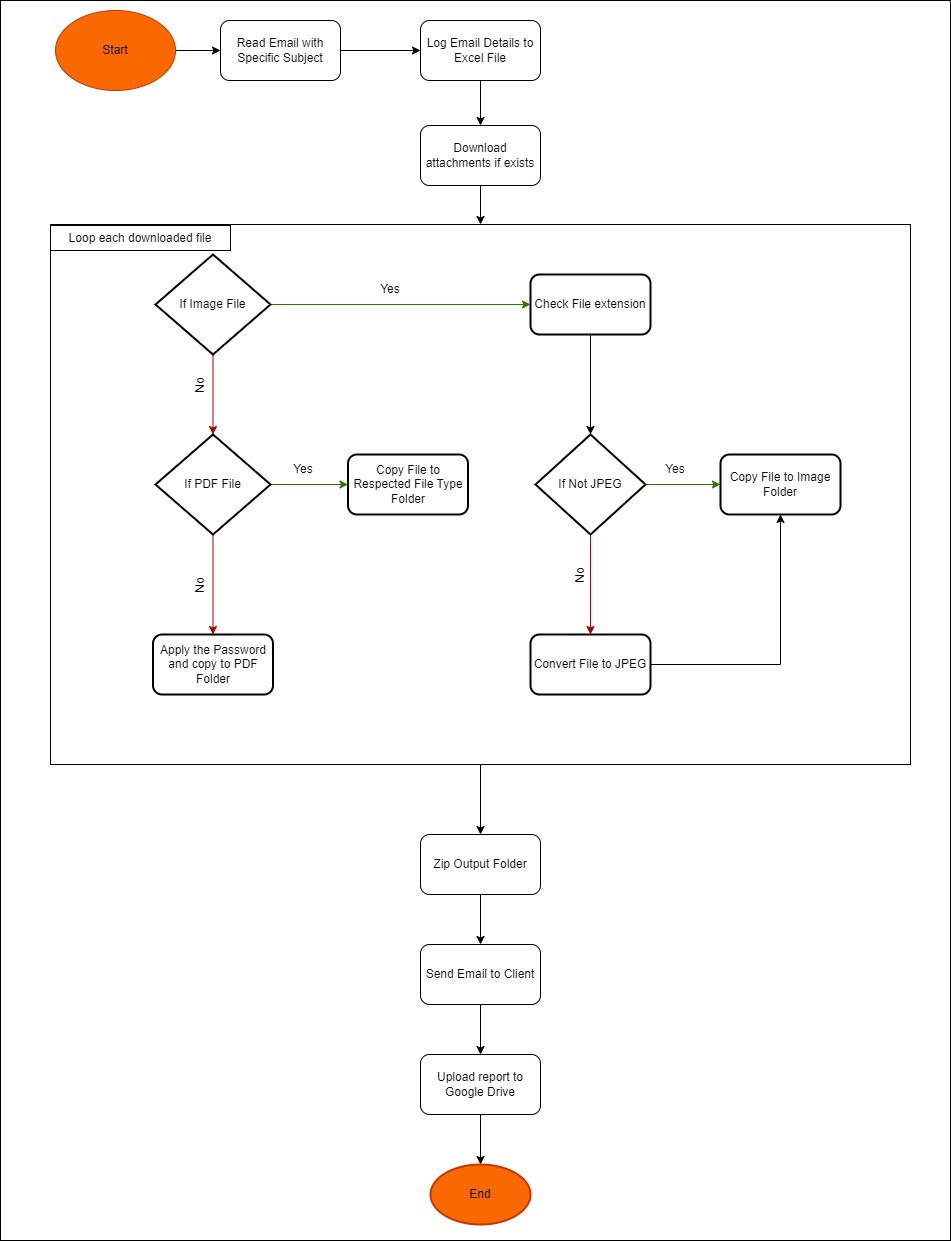 Start
Read Email with
Specific Subject
Log Email Details to
Excel File
Download
attachments if exists
Loop each downloaded file
If Image File
Yes
Check File extension
No
If PDF File
Yes
Copy File to
Respected File Type
Folder
If Not JPEG
Yes
Copy File to Image
Folder
No
No
Apply the Password
and copy to PDF
Folder
Convert File to JPEG
Zip Output Folder
Send Email to Client
Upload report to
Google Drive
End